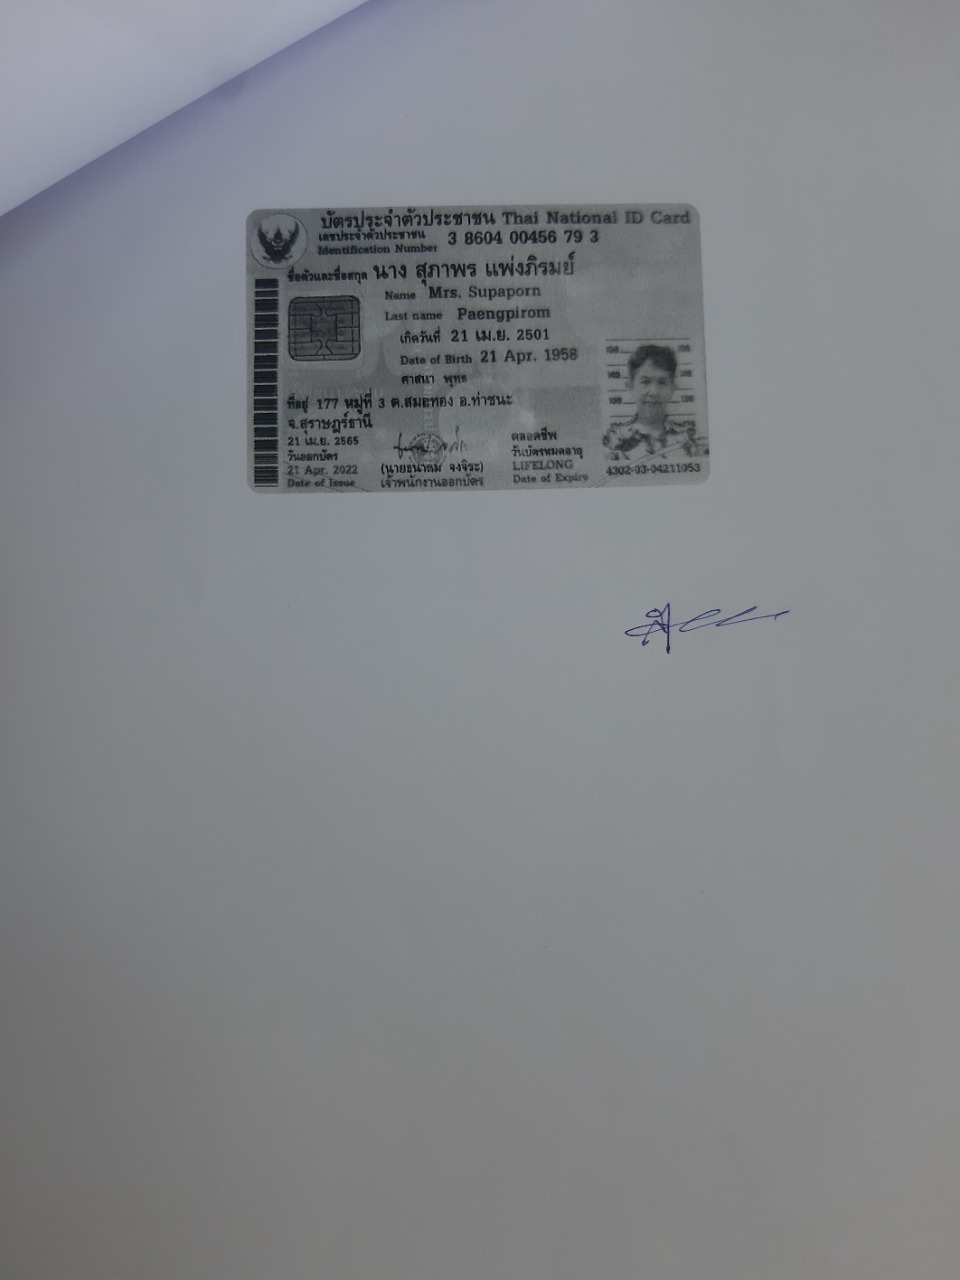 บัตรประจำตัวประชาชน Thai National ID Card
เลขประจำตัวประชาชน 3 8604 00456 79 3
Identification Number
ชื่อตัวและชื่อสกุล นาง สุภาพร แพ่งภิรมย์
Name Mrs. Supaporn
Last name Paengpirom
เกิดวันที่ 21 เม.ย. 2501
Date of Birth 21 Apr. 1958
ศาสนา พุทธ
ที่อยู่ 177 หมู่ที่ 3 ต.สมอทอง อ.ท่าชนะ
จ.สุราษฎร์ธานี
21 เม.ย. 2565
วันออกบัตร
21 Apr. 2022
Date of Issue
(นายธนาคม จงจิระ)
เจ้าพนักงานออกบัตร
ตลอดชีพ
วันบัตรหมดอายุ
LIFELONG
Date of Expiry
150 150
140 140
130 130
4302-03-04211053